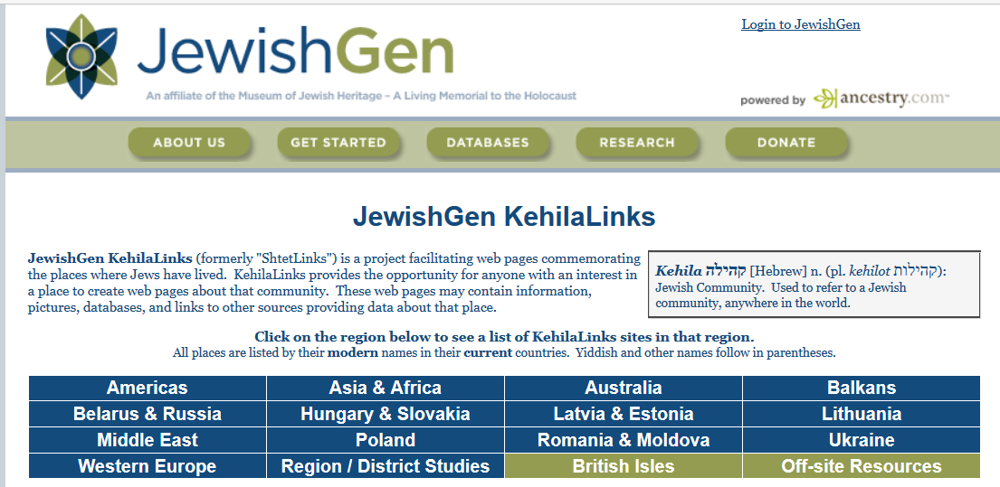 Login to JewishGen
JewishGen
An affiliate of the Museum of Jewish Heritage – A Living Memorial to the Holocaust
powered by ancestry.com
ABOUT US GET STARTED DATABASES RESEARCH DONATE
JewishGen KehilaLinks
JewishGen KehilaLinks (formerly "ShtetLinks") is a project facilitating web pages commemorating
the places where Jews have lived. KehilaLinks provides the opportunity for anyone with an interest in
a place to create web pages about that community. These web pages may contain information,
pictures, databases, and links to other sources providing data about that place.
Kehila קהילה [Hebrew] n. (pl. kehilot קהילות):
Jewish Community. Used to refer to a Jewish
community, anywhere in the world.
Click on the region below to see a list of KehilaLinks sites in that region.
All places are listed by their modern names in their current countries. Yiddish and other names follow in parentheses.
Americas Asia & Africa Australia Balkans
Belarus & Russia Hungary & Slovakia Latvia & Estonia Lithuania
Middle East Poland Romania & Moldova Ukraine
Western Europe Region / District Studies British Isles Off-site Resources